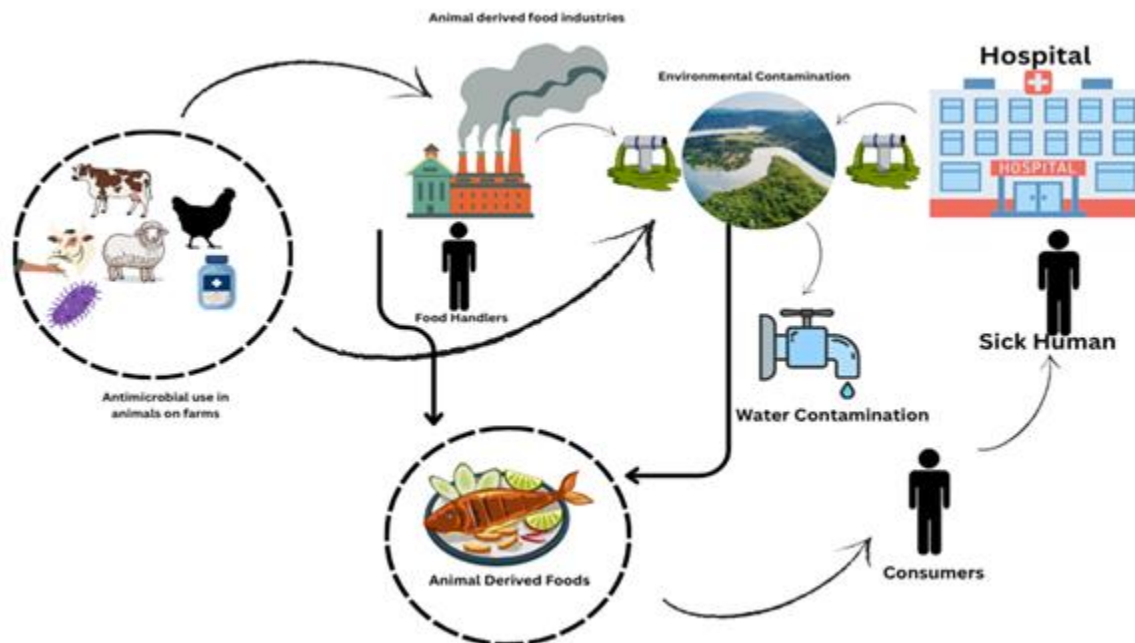 Animal derived food industries
Hospital
Environmental Contamination
HOSPITAL
Food Handlers
Sick Human
Antimicrobial use in
animals on farms
Water Contamination
Animal Derived Foods
Consumers